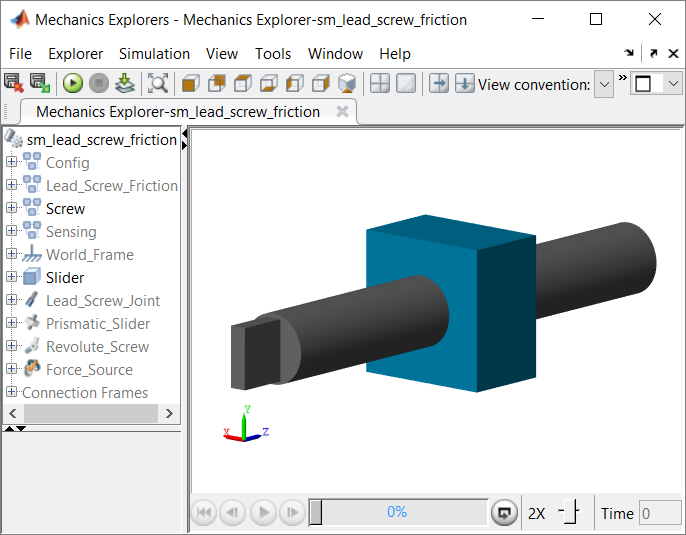 Mechanics Explorers - Mechanics Explorer-sm_lead_screw_friction
File Explorer Simulation View Tools Window Help
View convention: »
Mechanics Explorer-sm_lead_screw_friction
sm_lead_screw_friction
Config
Lead_Screw_Friction
Screw
Sensing
World_Frame
Slider
Lead_Screw_Joint
Prismatic_Slider
Revolute_Screw
Force_Source
Connection Frames
Y
X Z
0% 2X Time 0